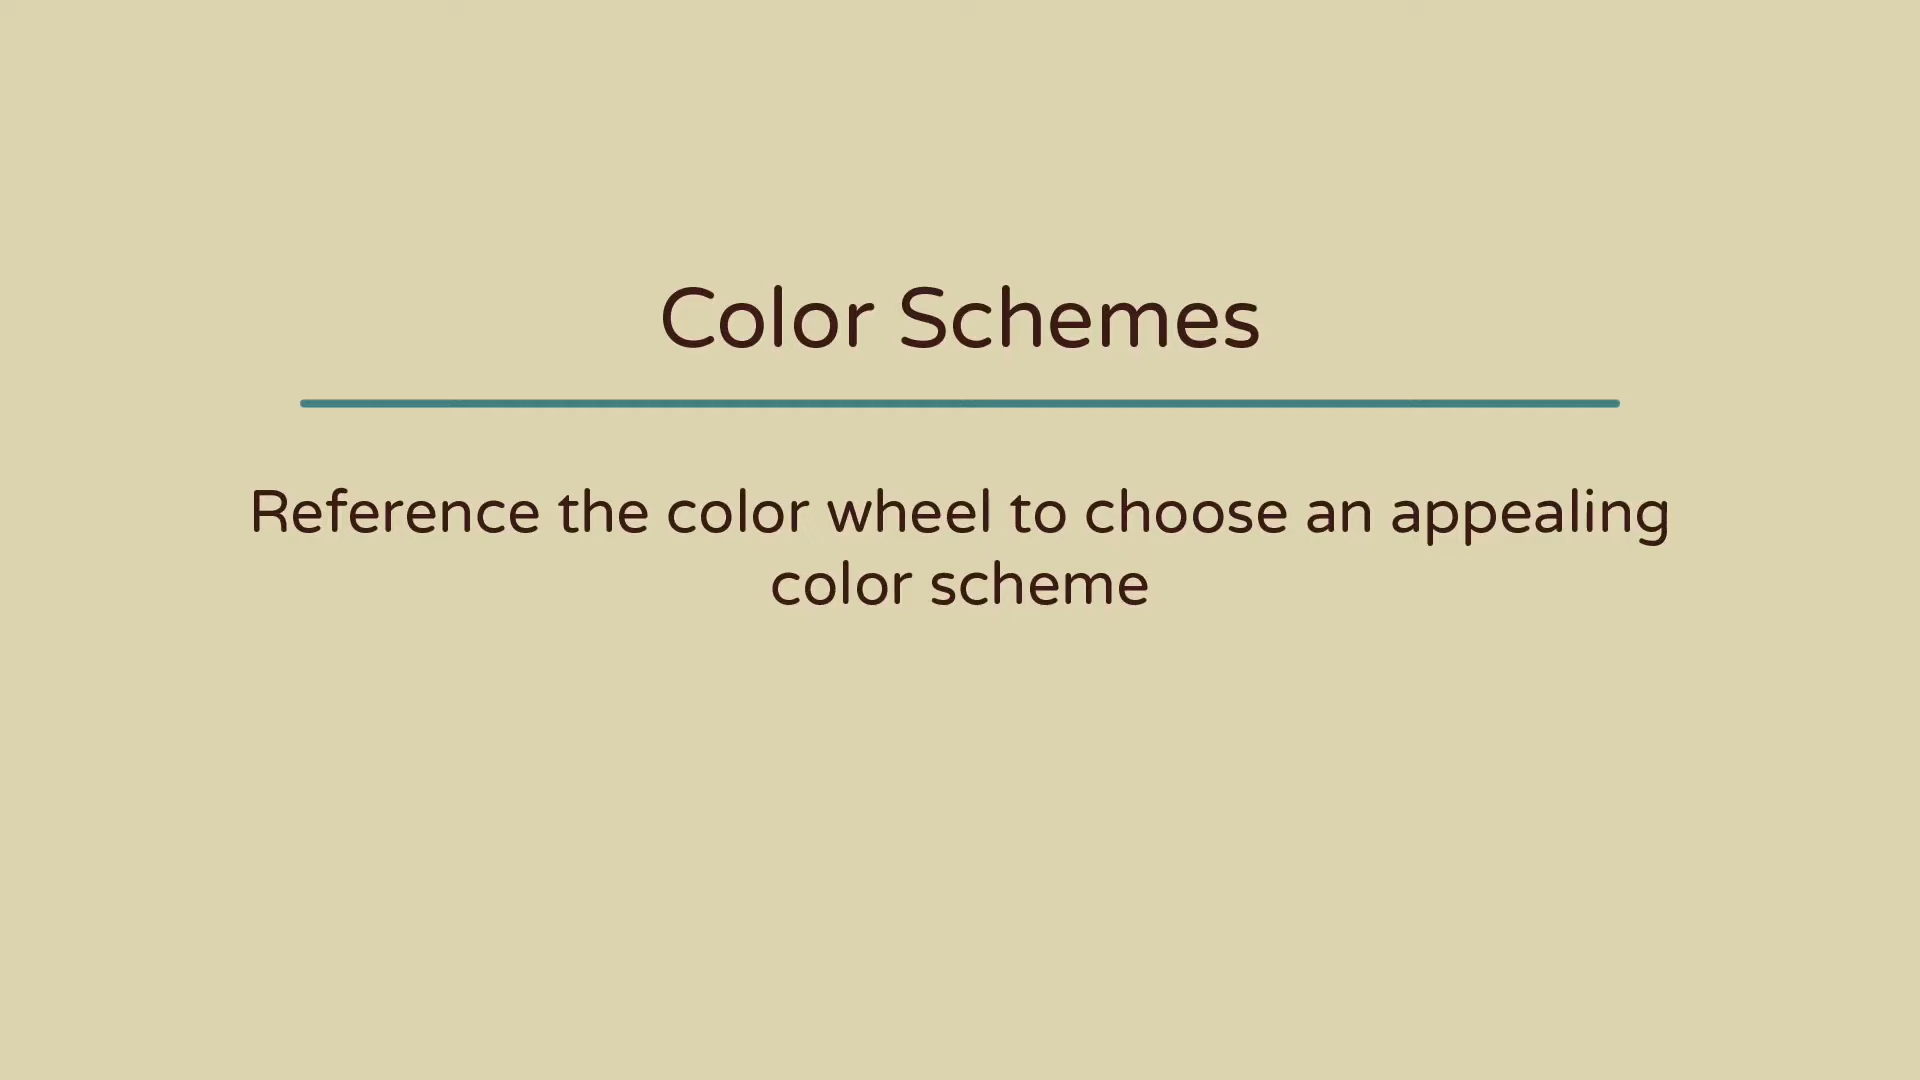 Color Schemes
Reference the color wheel to choose an appealing
color scheme